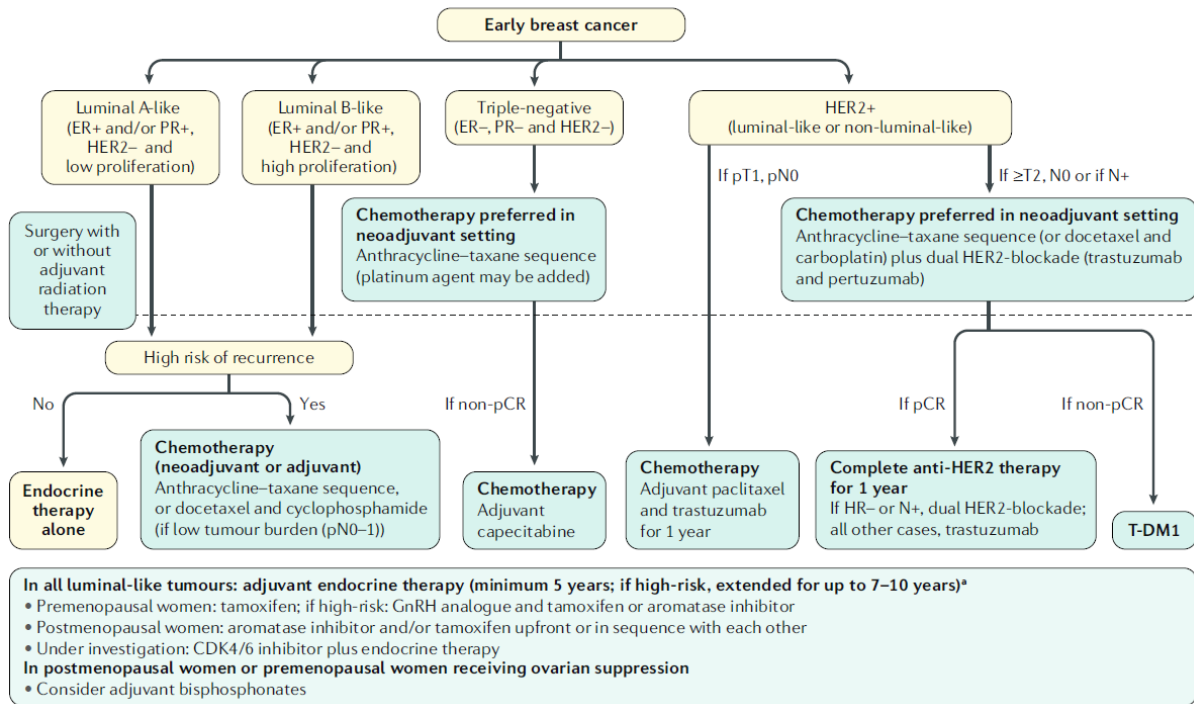 Early breast cancer
Luminal A-like
(ER+ and/or PR+,
HER2– and
low proliferation)
Luminal B-like
(ER+ and/or PR+,
HER2– and
high proliferation)
Triple-negative
(ER–, PR– and HER2–)
HER2+
(luminal-like or non-luminal-like)
If pT1, pN0
If ≥T2, N0 or if N+
Surgery with
or without
adjuvant
radiation
therapy
Chemotherapy preferred in
neoadjuvant setting
Anthracycline–taxane sequence
(platinum agent may be added)
Chemotherapy preferred in neoadjuvant setting
Anthracycline–taxane sequence (or docetaxel and
carboplatin) plus dual HER2-blockade (trastuzumab
and pertuzumab)
High risk of recurrence
No
Yes
If non-pCR
If pCR
If non-pCR
Endocrine
therapy
alone
Chemotherapy
(neoadjuvant or adjuvant)
Anthracycline–taxane sequence,
or docetaxel and cyclophosphamide
(if low tumour burden (pN0–1))
Chemotherapy
Adjuvant
capecitabine
Chemotherapy
Adjuvant paclitaxel
and trastuzumab
for 1 year
Complete anti-HER2 therapy
for 1 year
If HR– or N+, dual HER2-blockade;
all other cases, trastuzumab
T-DM1
In all luminal-like tumours: adjuvant endocrine therapy (minimum 5 years; if high-risk, extended for up to 7–10 years)ᵃ
• Premenopausal women: tamoxifen; if high-risk: GnRH analogue and tamoxifen or aromatase inhibitor
• Postmenopausal women: aromatase inhibitor and/or tamoxifen upfront or in sequence with each other
• Under investigation: CDK4/6 inhibitor plus endocrine therapy
In postmenopausal women or premenopausal women receiving ovarian suppression
• Consider adjuvant bisphosphonates